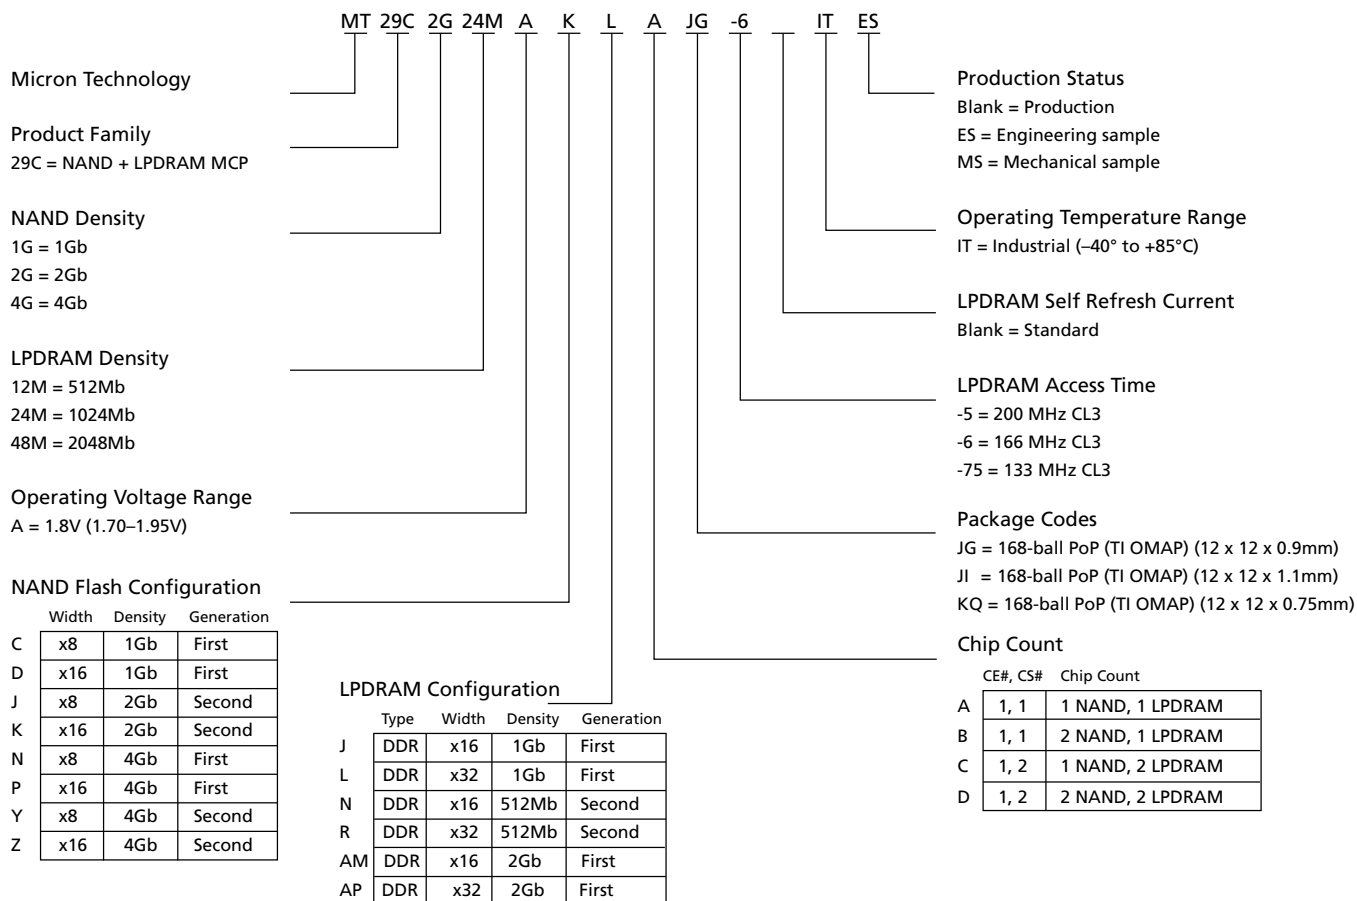 MT 29C 2G 24M A K L A JG -6 IT ES
Micron Technology
Product Family
29C = NAND + LPDRAM MCP
NAND Density
1G = 1Gb
2G = 2Gb
4G = 4Gb
LPDRAM Density
12M = 512Mb
24M = 1024Mb
48M = 2048Mb
Operating Voltage Range
A = 1.8V (1.70–1.95V)
NAND Flash Configuration
Width Density Generation
C x8 1Gb First
D x16 1Gb First
J x8 2Gb Second
K x16 2Gb Second
N x8 4Gb First
P x16 4Gb First
Y x8 4Gb Second
Z x16 4Gb Second
LPDRAM Configuration
Type Width Density Generation
J DDR x16 1Gb First
L DDR x32 1Gb First
N DDR x16 512Mb Second
R DDR x32 512Mb Second
AM DDR x16 2Gb First
AP DDR x32 2Gb First
Production Status
Blank = Production
ES = Engineering sample
MS = Mechanical sample
Operating Temperature Range
IT = Industrial (–40° to +85°C)
LPDRAM Self Refresh Current
Blank = Standard
LPDRAM Access Time
-5 = 200 MHz CL3
-6 = 166 MHz CL3
-75 = 133 MHz CL3
Package Codes
JG = 168-ball PoP (TI OMAP) (12 x 12 x 0.9mm)
JI = 168-ball PoP (TI OMAP) (12 x 12 x 1.1mm)
KQ = 168-ball PoP (TI OMAP) (12 x 12 x 0.75mm)
Chip Count
CE#, CS# Chip Count
A 1, 1 1 NAND, 1 LPDRAM
B 1, 1 2 NAND, 1 LPDRAM
C 1, 2 1 NAND, 2 LPDRAM
D 1, 2 2 NAND, 2 LPDRAM